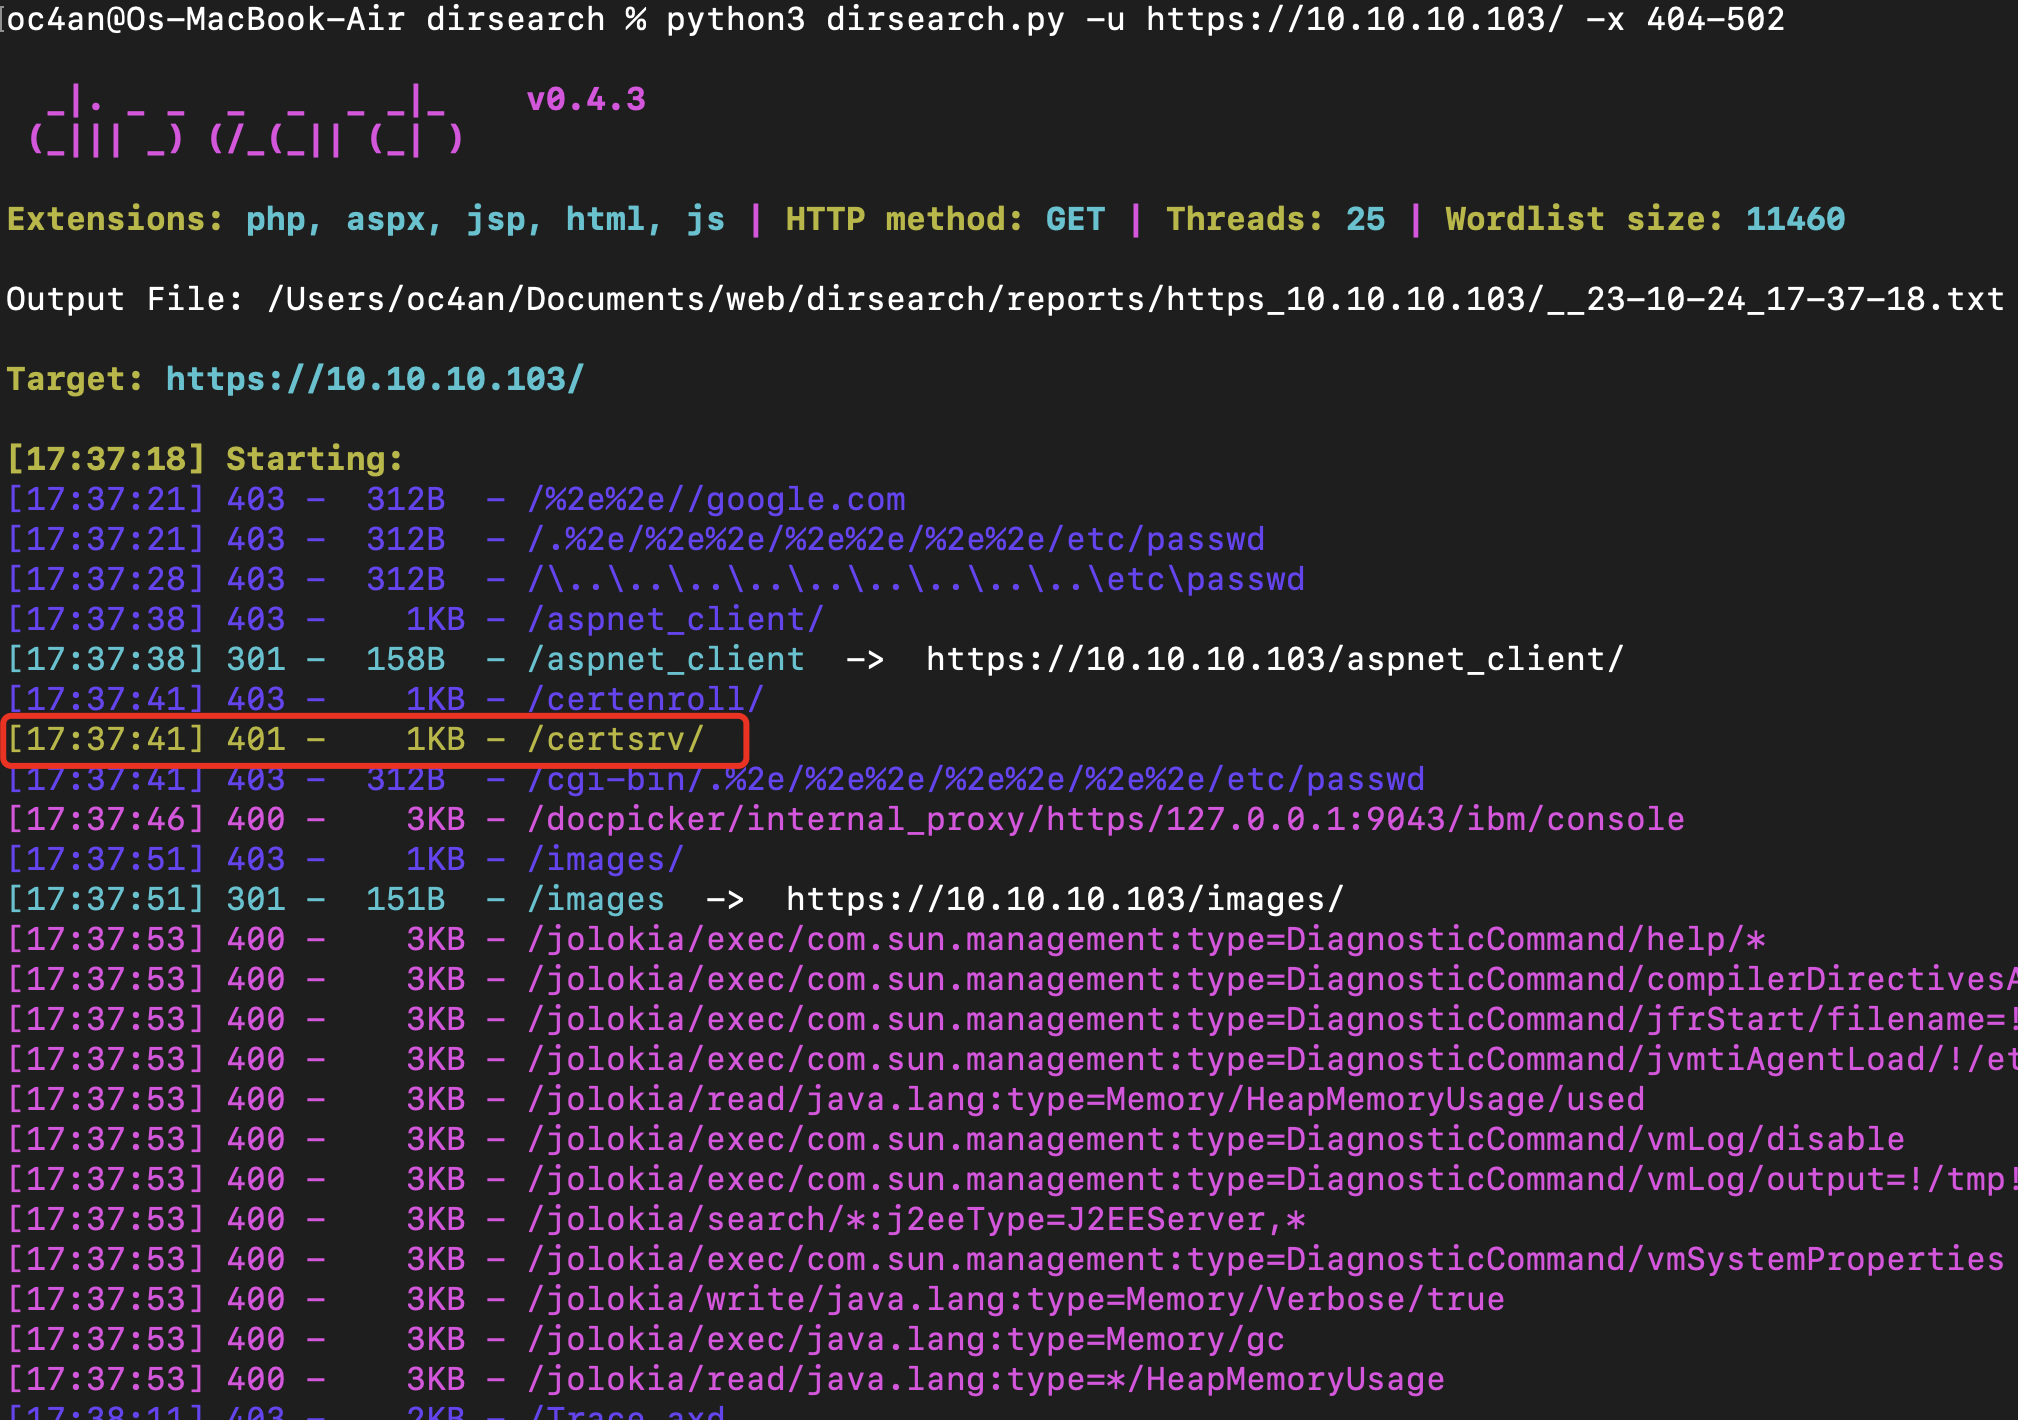 oc4an@Os-MacBook-Air dirsearch % python3 dirsearch.py -u https://10.10.10.103/ -x 404-502
  _|. _ _  _  _  _ _|_    v0.4.3
 (_||| _) (/_(_|| (_| )
Extensions: php, aspx, jsp, html, js | HTTP method: GET | Threads: 25 | Wordlist size: 11460
Output File: /Users/oc4an/Documents/web/dirsearch/reports/https_10.10.10.103/__23-10-24_17-37-18.txt
Target: https://10.10.10.103/
[17:37:18] Starting:
[17:37:21] 403 -  312B  - /%2e%2e//google.com
[17:37:21] 403 -  312B  - /.%2e/%2e%2e/%2e%2e/%2e%2e/etc/passwd
[17:37:28] 403 -  312B  - /\..\..\..\..\..\..\..\..\..\etc\passwd
[17:37:38] 403 -    1KB - /aspnet_client/
[17:37:38] 301 -  158B  - /aspnet_client  ->  https://10.10.10.103/aspnet_client/
[17:37:41] 403 -    1KB - /certenroll/
[17:37:41] 401 -    1KB - /certsrv/
[17:37:41] 403 -  312B  - /cgi-bin/.%2e/%2e%2e/%2e%2e/%2e%2e/etc/passwd
[17:37:46] 400 -    3KB - /docpicker/internal_proxy/https/127.0.0.1:9043/ibm/console
[17:37:51] 403 -    1KB - /images/
[17:37:51] 301 -  151B  - /images  ->  https://10.10.10.103/images/
[17:37:53] 400 -    3KB - /jolokia/exec/com.sun.management:type=DiagnosticCommand/help/*
[17:37:53] 400 -    3KB - /jolokia/exec/com.sun.management:type=DiagnosticCommand/compilerDirectivesA
[17:37:53] 400 -    3KB - /jolokia/exec/com.sun.management:type=DiagnosticCommand/jfrStart/filename=!
[17:37:53] 400 -    3KB - /jolokia/exec/com.sun.management:type=DiagnosticCommand/jvmtiAgentLoad/!/et
[17:37:53] 400 -    3KB - /jolokia/read/java.lang:type=Memory/HeapMemoryUsage/used
[17:37:53] 400 -    3KB - /jolokia/exec/com.sun.management:type=DiagnosticCommand/vmLog/disable
[17:37:53] 400 -    3KB - /jolokia/exec/com.sun.management:type=DiagnosticCommand/vmLog/output=!/tmp!
[17:37:53] 400 -    3KB - /jolokia/search/*:j2eeType=J2EEServer,*
[17:37:53] 400 -    3KB - /jolokia/exec/com.sun.management:type=DiagnosticCommand/vmSystemProperties
[17:37:53] 400 -    3KB - /jolokia/write/java.lang:type=Memory/Verbose/true
[17:37:53] 400 -    3KB - /jolokia/exec/java.lang:type=Memory/gc
[17:37:53] 400 -    3KB - /jolokia/read/java.lang:type=*/HeapMemoryUsage
[17:38:11] 403 -    2KB - /Trace.axd